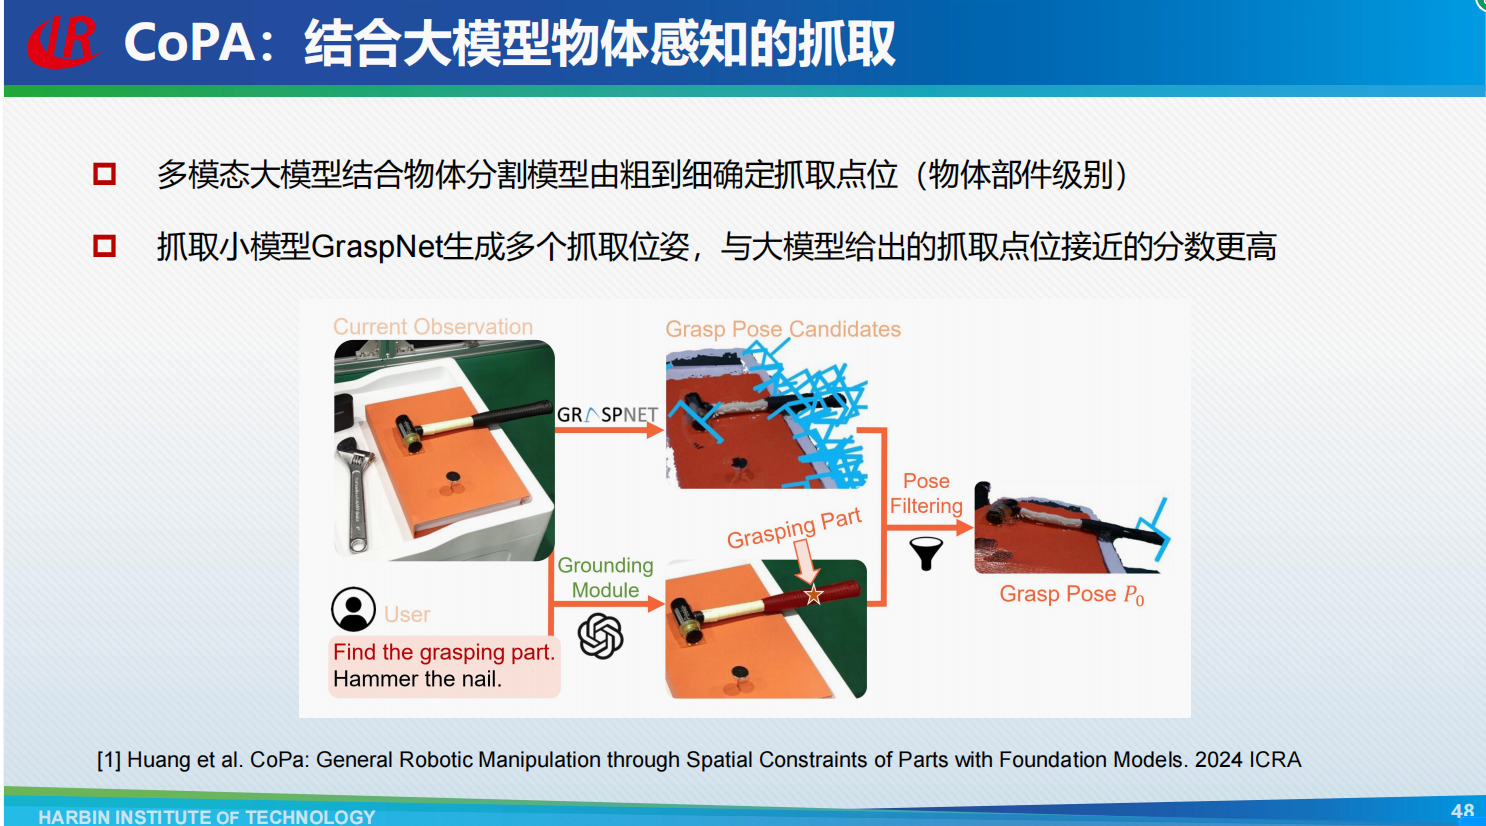 CoPA：结合大模型物体感知的抓取
多模态大模型结合物体分割模型由粗到细确定抓取点位（物体部件级别）
抓取小模型GraspNet生成多个抓取位姿，与大模型给出的抓取点位接近的分数更高
Current Observation
Grasp Pose Candidates
GRASPNET
Pose
Filtering
Grasping Part
Grounding
Module
Grasp Pose P₀
User
Find the grasping part.
Hammer the nail.
[1] Huang et al. CoPa: General Robotic Manipulation through Spatial Constraints of Parts with Foundation Models. 2024 ICRA
HARBIN INSTITUTE OF TECHNOLOGY
48